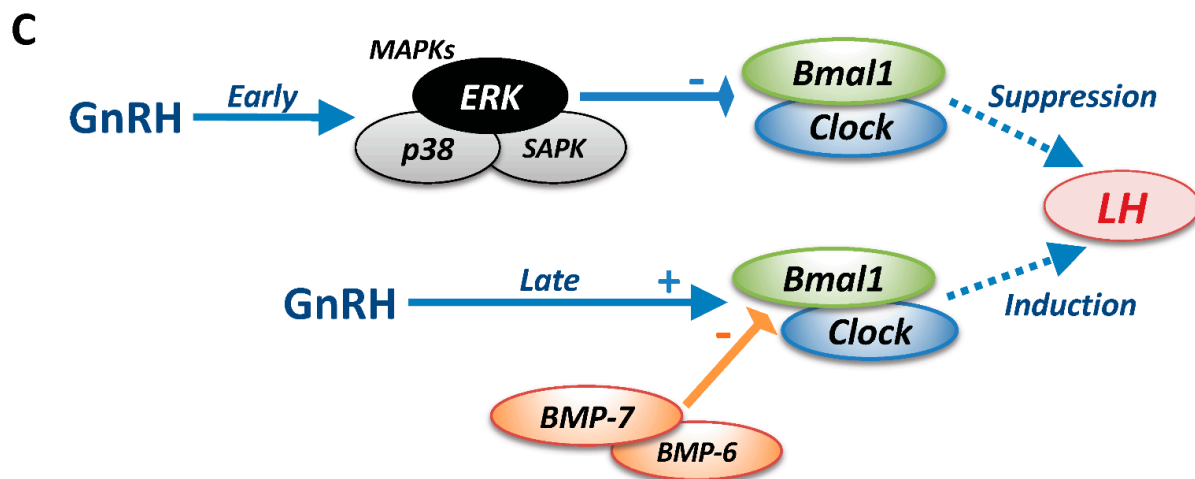 C
MAPKs
GnRH
Early
ERK
p38
SAPK
-
Bmal1
Clock
Suppression
LH
GnRH
Late
+
Bmal1
Clock
Induction
-
BMP-7
BMP-6